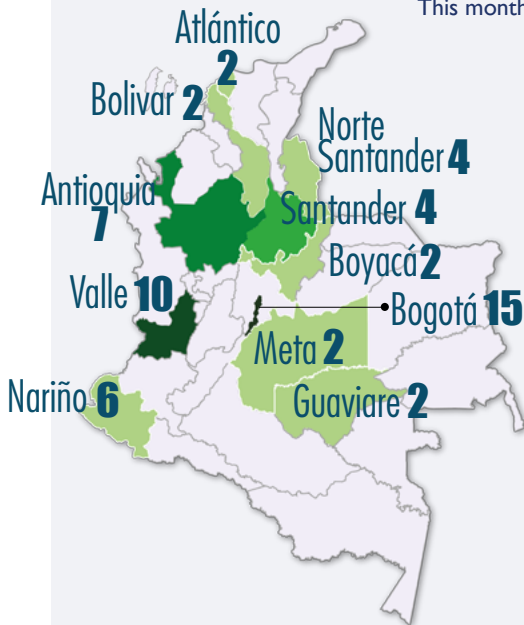 This month
Atlántico
2
Bolivar 2
Norte
Santander 4
Antioquia
7
Santander 4
Boyacá 2
Valle 10
Bogotá 15
Meta 2
Nariño 6
Guaviare 2